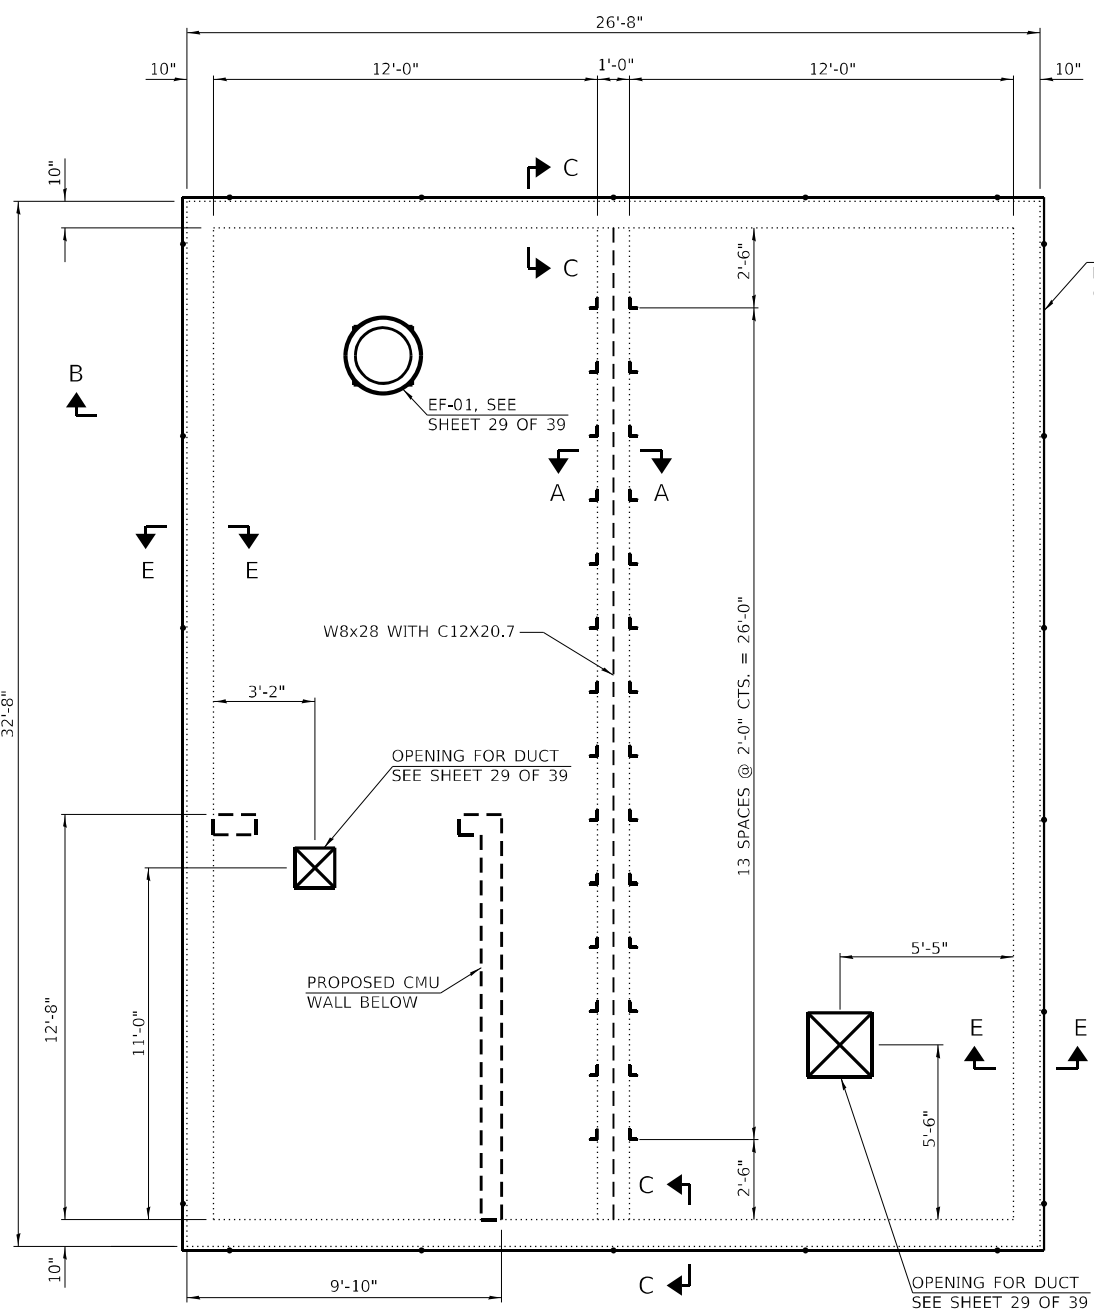 26'-8"
10"
12'-0"
1'-0"
12'-0"
10"
10"
C
C
2'-6"
B
EF-01, SEE
SHEET 29 OF 39
A
A
E
E
W8x28 WITH C12X20.7
3'-2"
32'-8"
13 SPACES @ 2'-0" CTS. = 26'-0"
OPENING FOR DUCT
SEE SHEET 29 OF 39
5'-5"
PROPOSED CMU
WALL BELOW
12'-8"
11'-0"
E
E
5'-6"
C
2'-6"
10"
9'-10"
C
OPENING FOR DUCT
SEE SHEET 29 OF 39